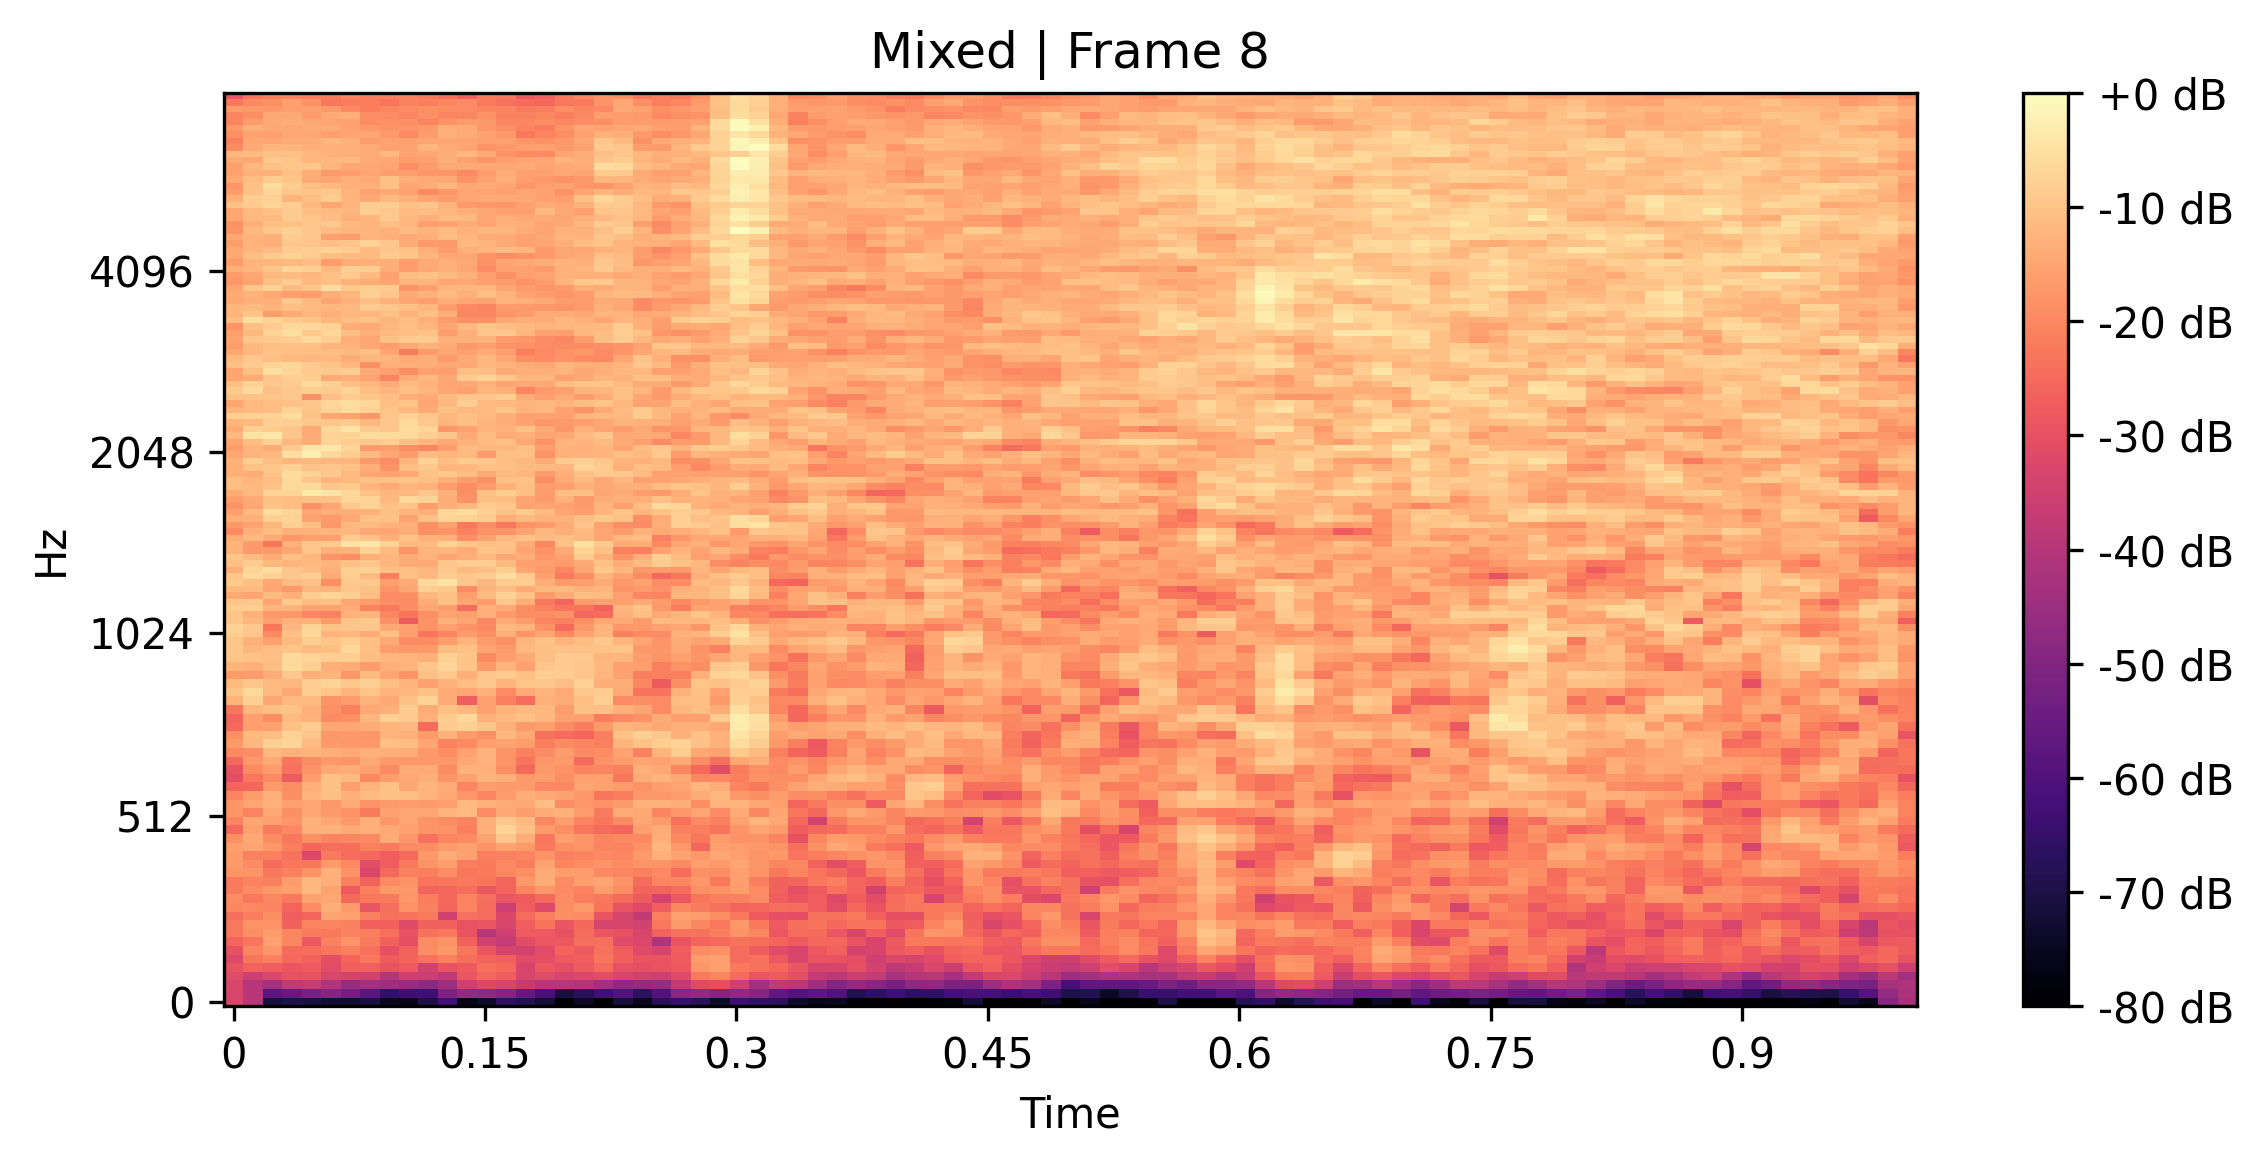 Mixed | Frame 8
+0 dB
-10 dB
-20 dB
-30 dB
-40 dB
-50 dB
-60 dB
-70 dB
-80 dB
Hz
4096
2048
1024
512
0
0 0.15 0.3 0.45 0.6 0.75 0.9
Time